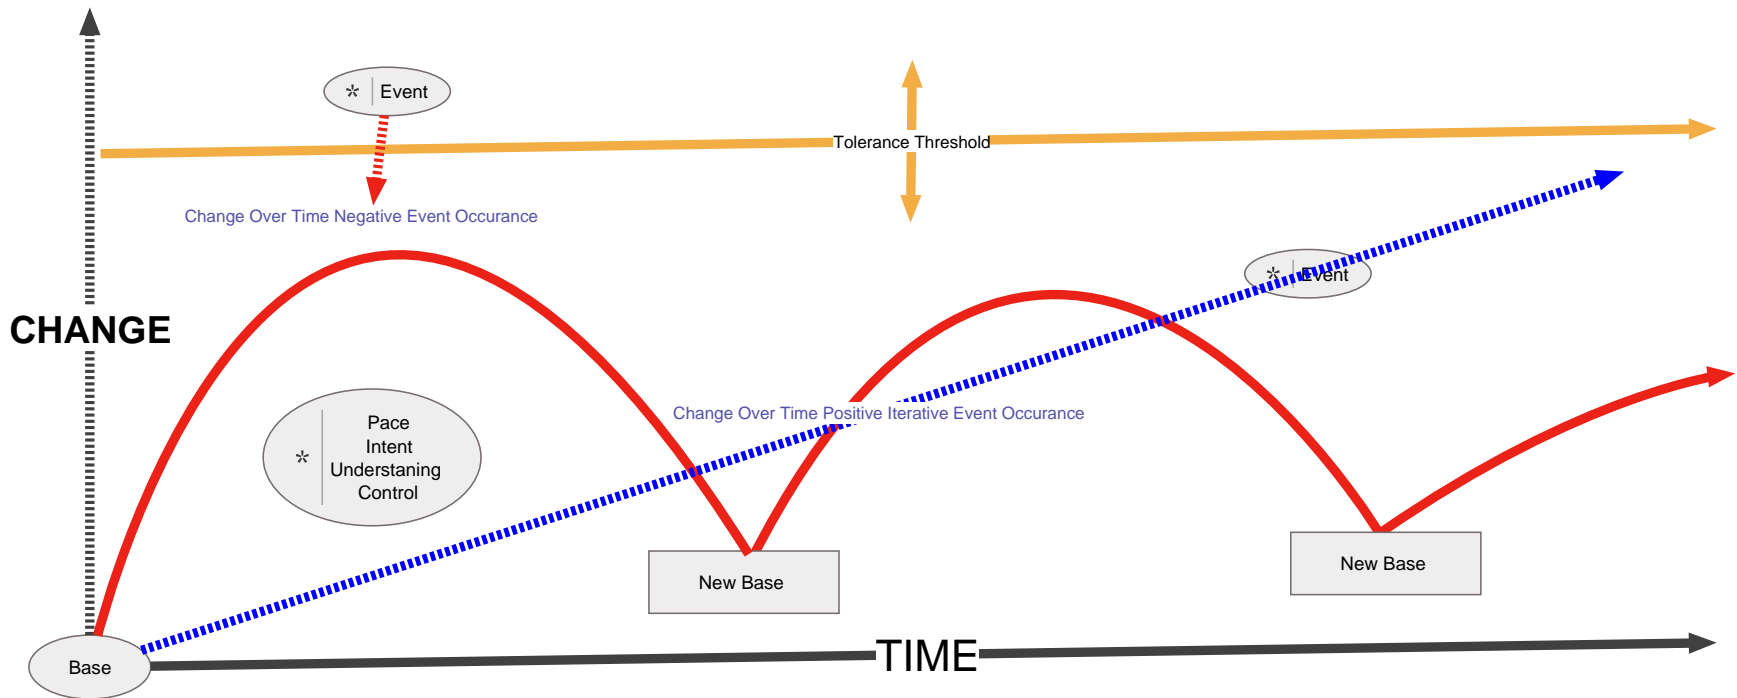 * Event
Tolerance Threshold
Change Over Time Negative Event Occurance
* Event
CHANGE
Change Over Time Positive Iterative Event Occurance
*
Pace
Intent
Understaning
Control
New Base
New Base
TIME
Base